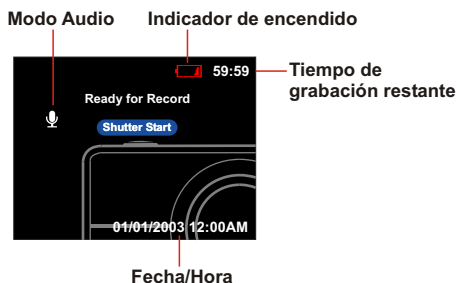 Modo Audio
Indicador de encendido
59:59
Tiempo de
grabación restante
Ready for Record
Shutter Start
01/01/2003 12:00AM
Fecha/Hora